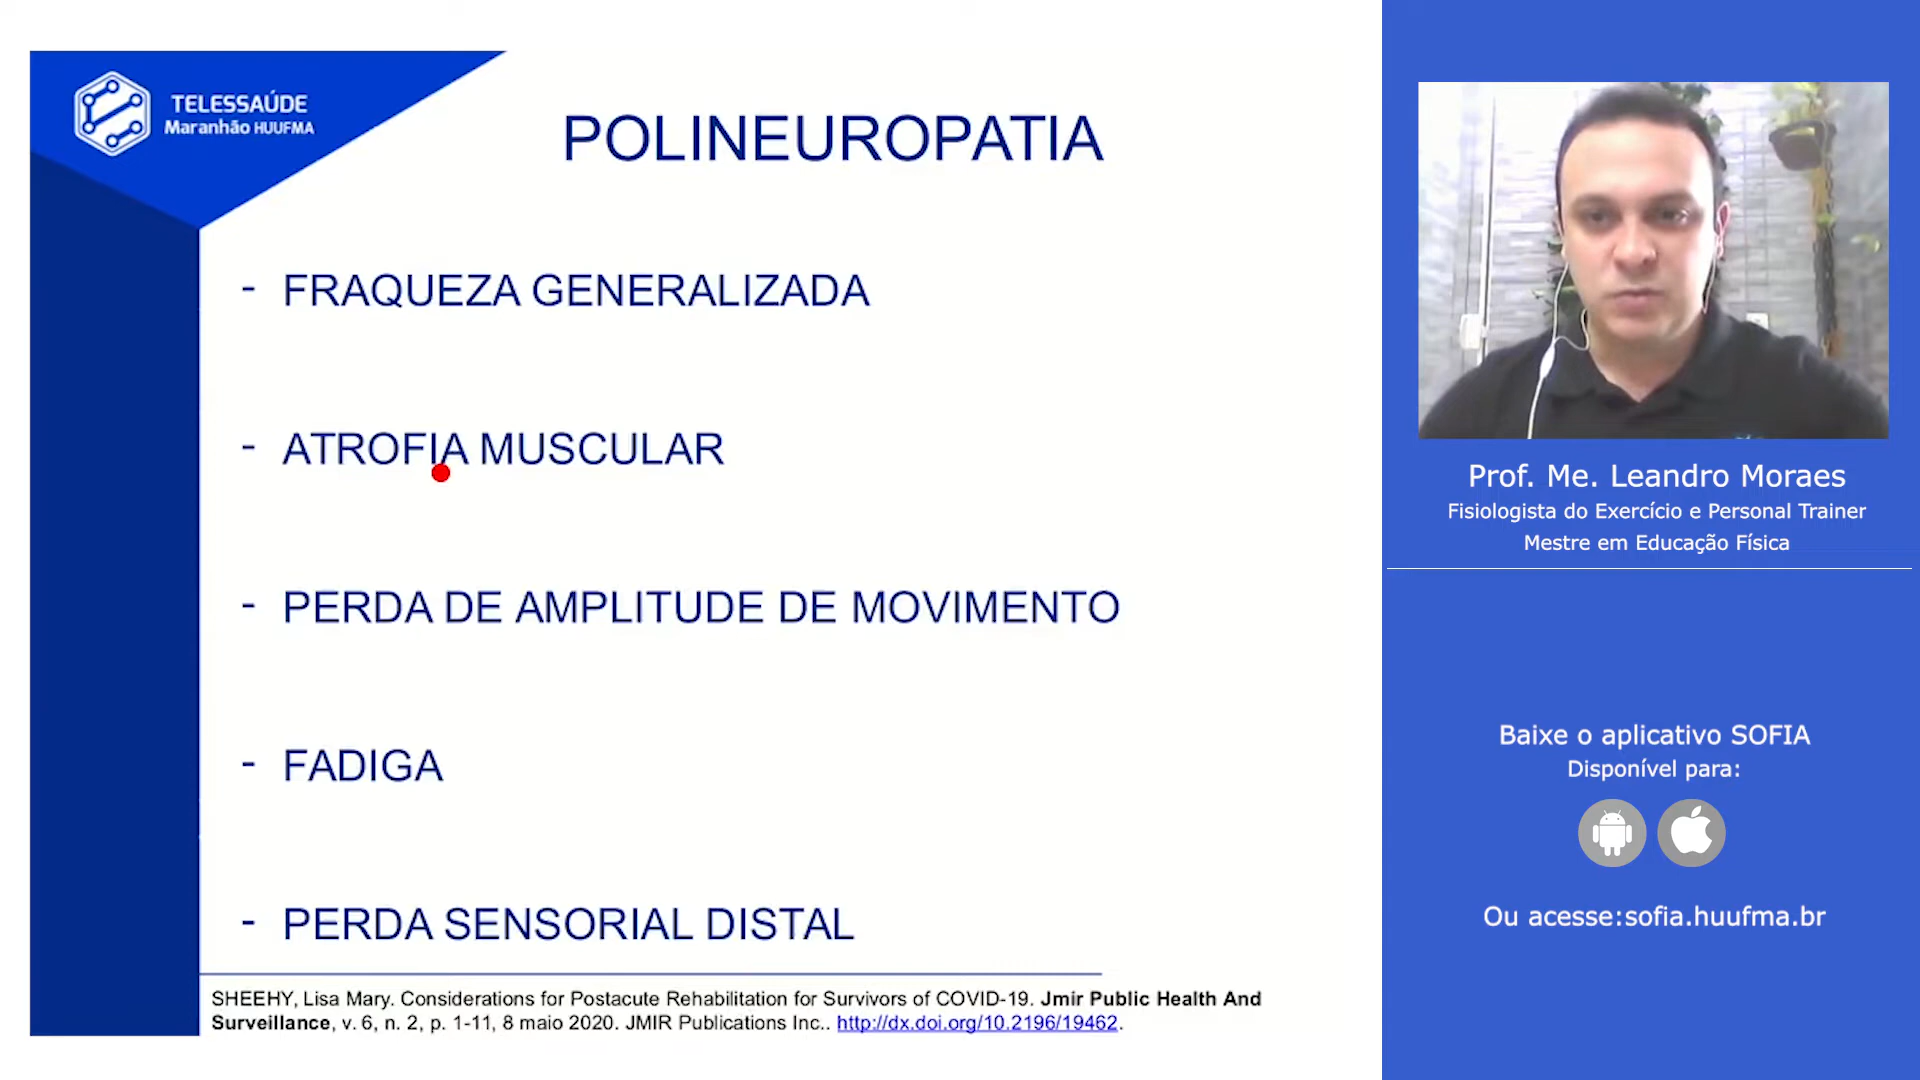 TELESSAÚDE
Maranhão HUUFMA
POLINEUROPATIA
- FRAQUEZA GENERALIZADA
- ATROFIA MUSCULAR
- PERDA DE AMPLITUDE DE MOVIMENTO
- FADIGA
- PERDA SENSORIAL DISTAL
SHEEHY, Lisa Mary. Considerations for Postacute Rehabilitation for Survivors of COVID-19. Jmir Public Health And
Surveillance, v. 6, n. 2, p. 1-11, 8 maio 2020. JMIR Publications Inc.. http://dx.doi.org/10.2196/19462.
Prof. Me. Leandro Moraes
Fisiologista do Exercício e Personal Trainer
Mestre em Educação Física
Baixe o aplicativo SOFIA
Disponível para:
Ou acesse:sofia.huufma.br